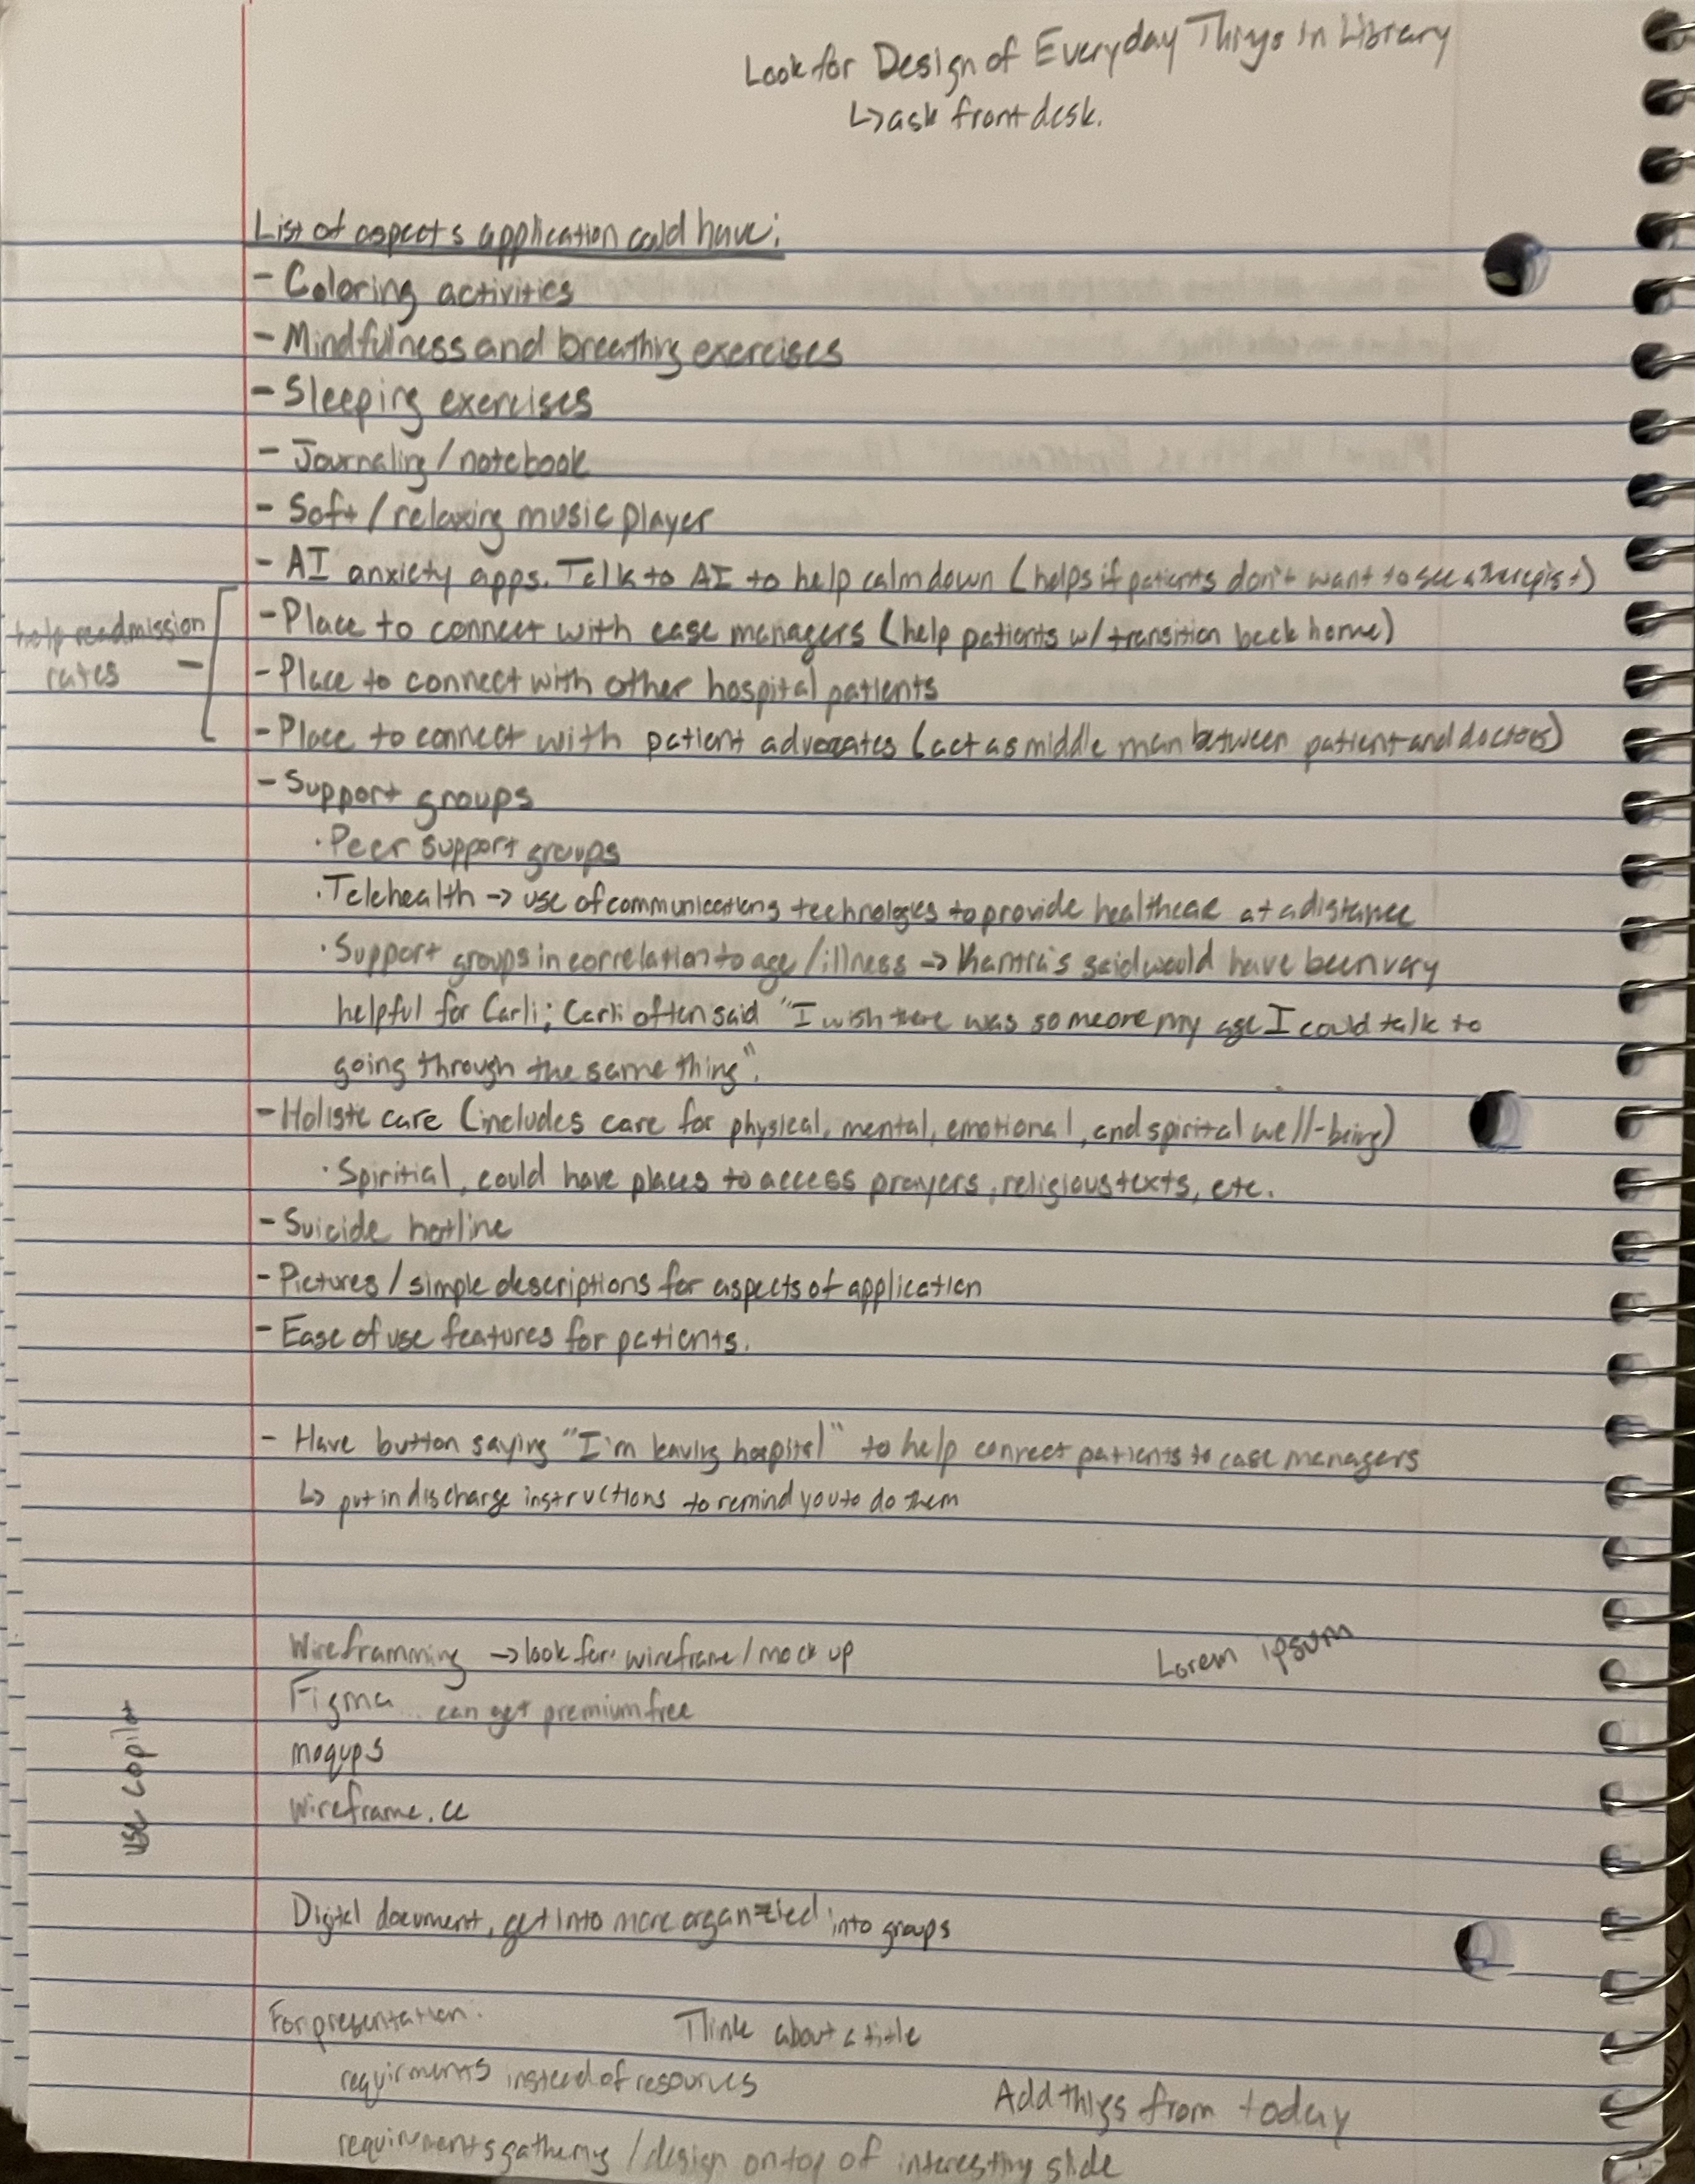 Look for Design of Everyday Things in Library
↳ ask front desk.
List of aspects application could have:
- Coloring activities
- Mindfulness and breathing exercises
- Sleeping exercises
- Journaling/notebook
- Soft/relaxing music player
- AI anxiety apps. Talk to AI to help calm down (helps if patients don't want to see a therapist)
help readmission rates -
- Place to connect with case managers (help patients w/ transition back home)
- Place to connect with other hospital patients
- Place to connect with patient advocates (act as middle man between patient and doctors)
- Support groups
· Peer support groups
· Telehealth -> use of communications technologies to provide healthcare at a distance
· Support groups in correlation to age/illness -> said would have been very
helpful for Carli; Carli often said "I wish there was someone my age I could talk to
going through the same thing".
- Holistic care (includes care for physical, mental, emotional, and spirital well-being)
· Spiritial, could have places to access prayers, religious texts, etc.
- Suicide hotline
- Pictures/simple descriptions for aspects of application
- Ease of use features for patients.
- Have button saying "I'm leaving hospital" to help connect patients to case managers
↳ put in discharge instructions to remind you to do them
Wireframming -> look for: wireframe/mock up
Lorem ipsum
Figma ... can get premium free
moqups
wireframe.cc
use copilot
Digital document, get into more organized into groups
For presentation:
Think about a title
requirments instead of resources
Add things from today
requirements gathering/design on top of interesting slide